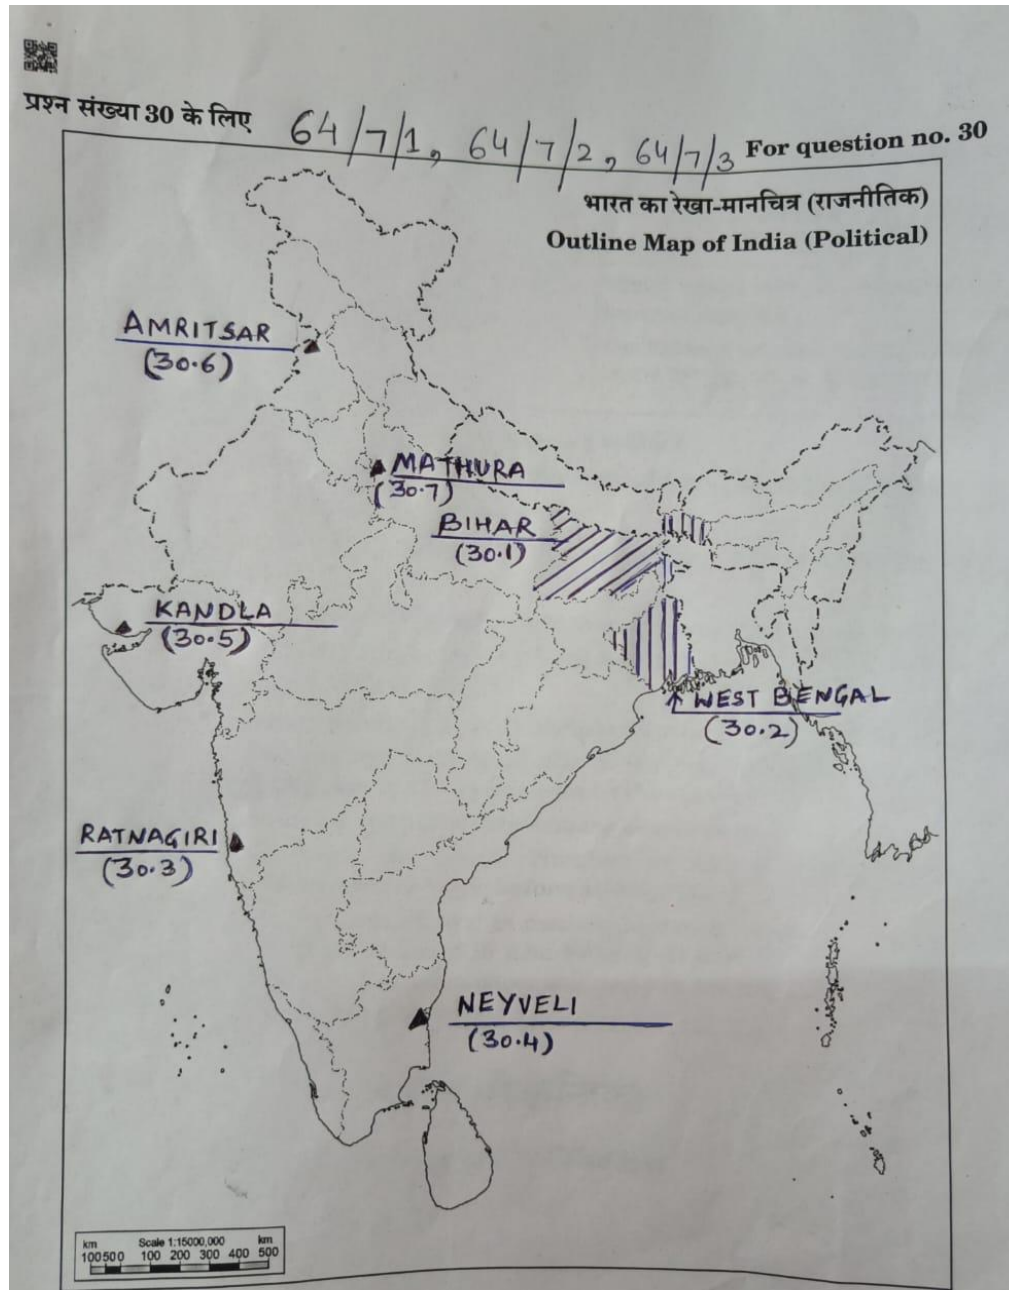 प्रश्न संख्या 30 के लिए 64/7/1, 64/7/2, 64/7/3 For question no. 30
भारत का रेखा-मानचित्र (राजनीतिक)
Outline Map of India (Political)
AMRITSAR
(30.6)
MATHURA
(30.7)
BIHAR
(30.1)
KANDLA
(30.5)
WEST BENGAL
(30.2)
RATNAGIRI
(30.3)
NEYVELI
(30.4)
km Scale 1:15000,000 km
100500 100 200 300 400 500